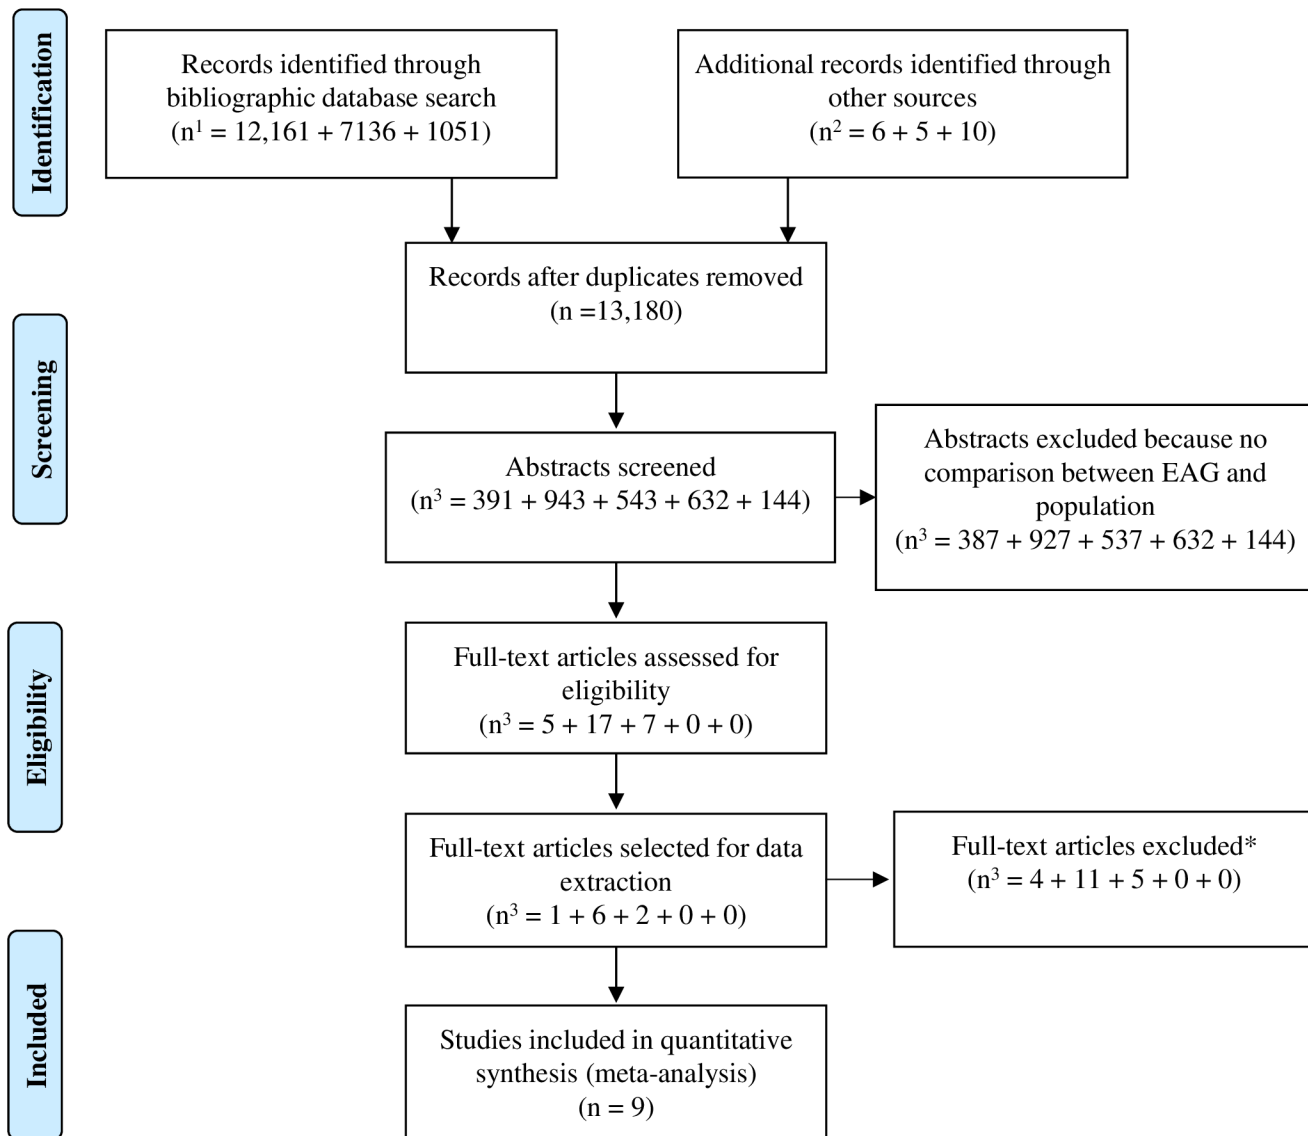 Identification
Records identified through
bibliographic database search
(n¹ = 12,161 + 7136 + 1051)
Additional records identified through
other sources
(n² = 6 + 5 + 10)
Records after duplicates removed
(n =13,180)
Screening
Abstracts screened
(n³ = 391 + 943 + 543 + 632 + 144)
Abstracts excluded because no
comparison between EAG and
population
(n³ = 387 + 927 + 537 + 632 + 144)
Eligibility
Full-text articles assessed for
eligibility
(n³ = 5 + 17 + 7 + 0 + 0)
Full-text articles selected for data
extraction
(n³ = 1 + 6 + 2 + 0 + 0)
Full-text articles excluded*
(n³ = 4 + 11 + 5 + 0 + 0)
Included
Studies included in quantitative
synthesis (meta-analysis)
(n = 9)